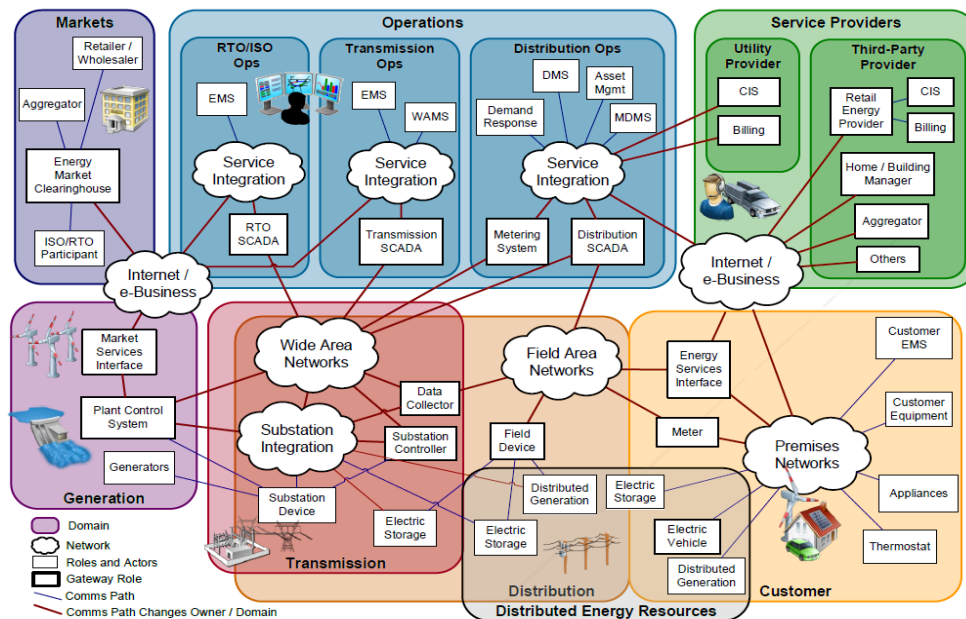 Markets
Operations
Service Providers
Retailer /
Wholesaler
Aggregator
Energy
Market
Clearinghouse
ISO/RTO
Participant
RTO/ISO
Ops
EMS
Service
Integration
RTO
SCADA
Transmission
Ops
EMS
WAMS
Service
Integration
Transmission
SCADA
Distribution Ops
DMS
Asset
Mgmt
Demand
Response
MDMS
Service
Integration
Metering
System
Distribution
SCADA
Utility
Provider
CIS
Billing
Third-Party
Provider
Retail
Energy
Provider
CIS
Billing
Home / Building
Manager
Aggregator
Others
Internet /
e-Business
Internet /
e-Business
Market
Services
Interface
Plant Control
System
Generators
Generation
Wide Area
Networks
Substation
Integration
Data
Collector
Substation
Controller
Substation
Device
Electric
Storage
Transmission
Field Area
Networks
Field
Device
Distributed
Generation
Electric
Storage
Distribution
Energy
Services
Interface
Meter
Premises
Networks
Customer
EMS
Customer
Equipment
Appliances
Thermostat
Electric
Storage
Electric
Vehicle
Distributed
Generation
Customer
Distributed Energy Resources
Domain
Network
Roles and Actors
Gateway Role
Comms Path
Comms Path Changes Owner / Domain